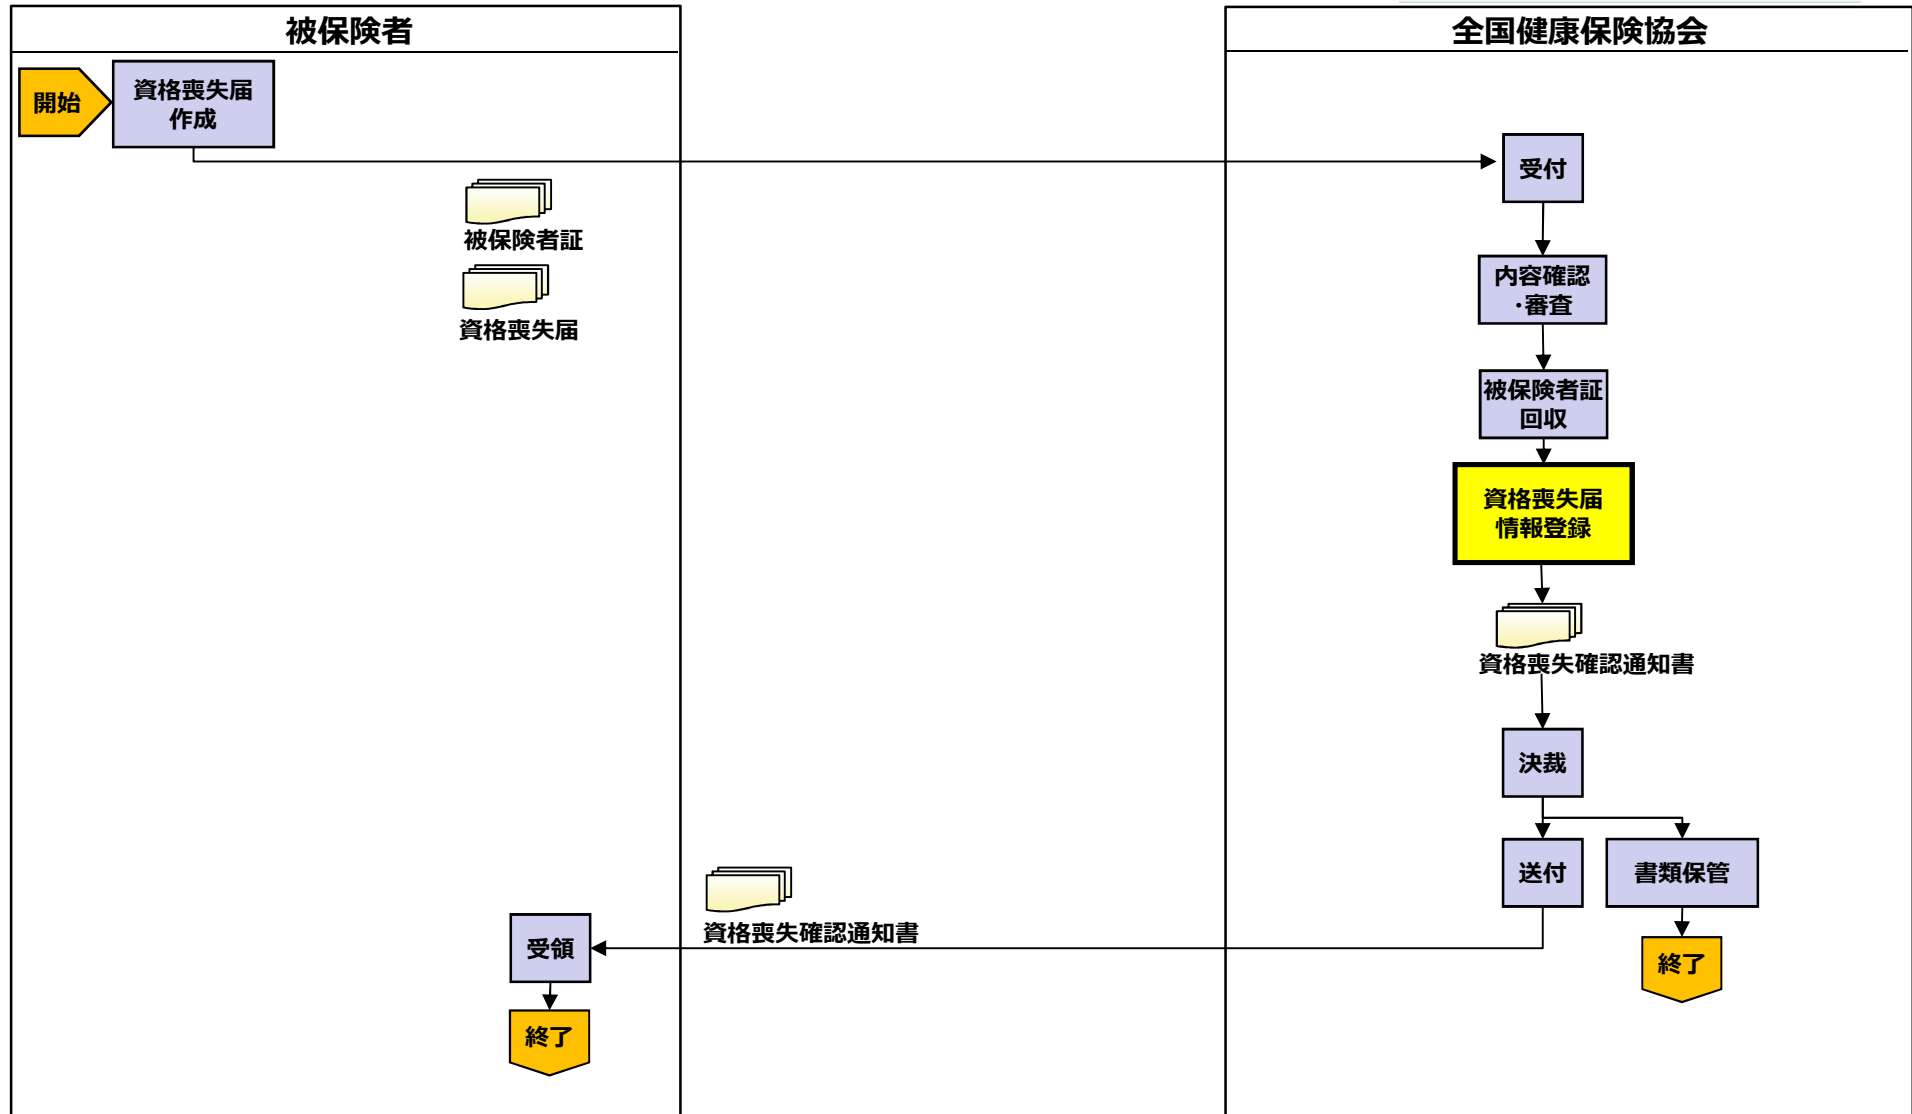 被保険者
全国健康保険協会
開始
資格喪失届
作成
受付
被保険者証
資格喪失届
内容確認
・審査
被保険者証
回収
資格喪失届
情報登録
資格喪失確認通知書
決裁
送付
書類保管
資格喪失確認通知書
受領
終了
終了